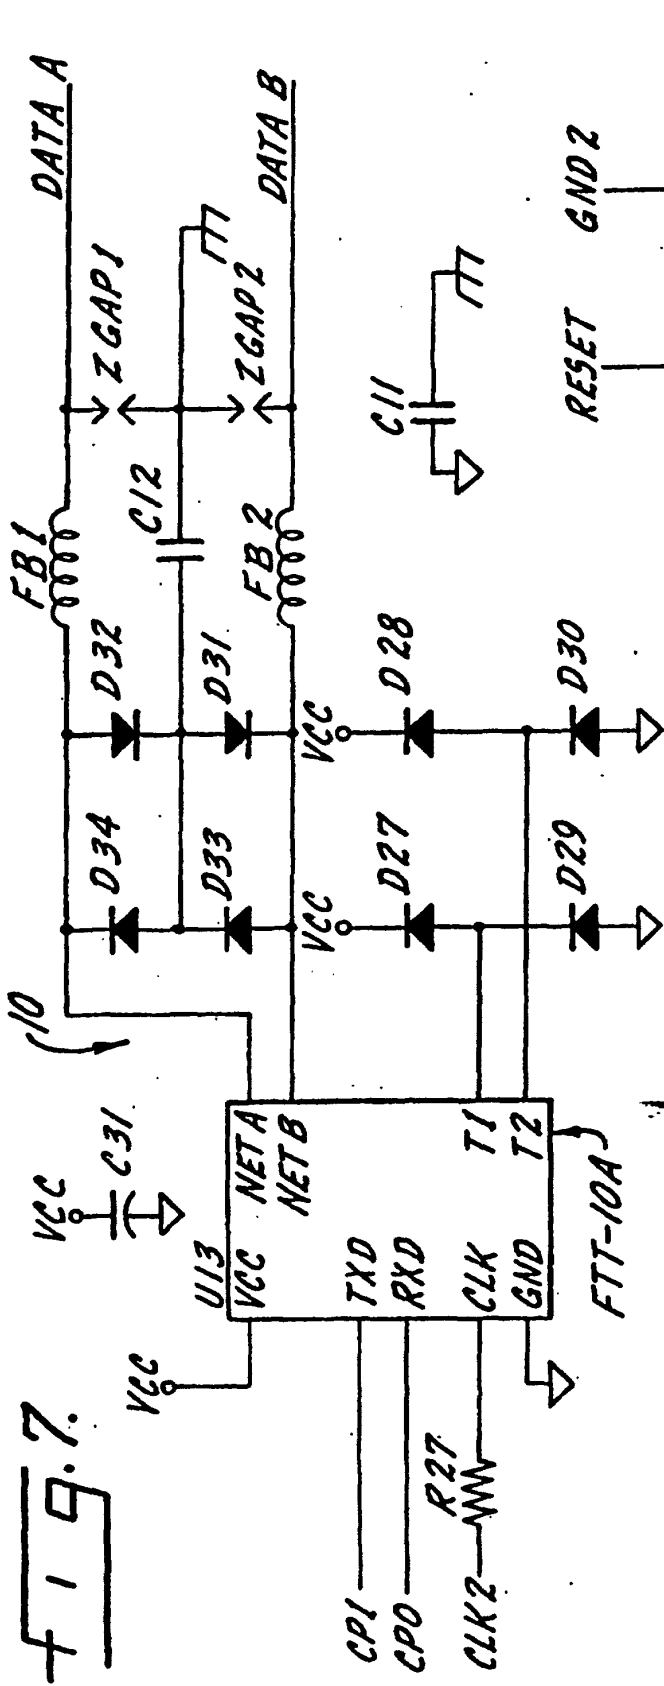 Fig. 7.
VCC
VCC
C31
10
U13
VCC
TXD
RXD
CLK
GND
NET A
NET B
T1
T2
FTT-10A
CP1
CP0
CLK2
R27
D34
D33
D32
D31
FB1
C12
FB2
ZGAP1
ZGAP2
DATA A
DATA B
VCC
D27
D29
VCC
D28
D30
C11
RESET
GND2